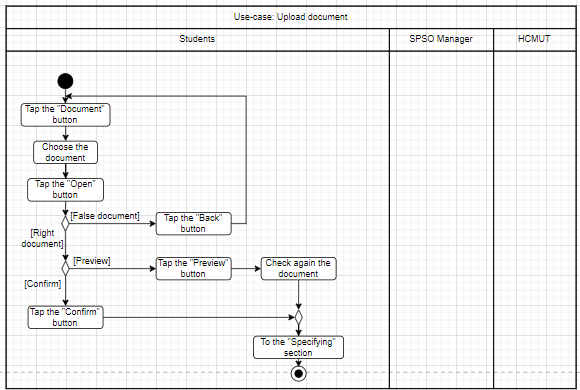 Use-case: Upload document
Students
SPSO Manager
HCMUT
Tap the "Document"
button
Choose the
document
Tap the "Open"
button
[False document]
Tap the "Back"
button
[Right
document]
[Preview]
Tap the "Preview"
button
Check again the
document
[Confirm]
Tap the "Confirm"
button
To the "Specifying"
section